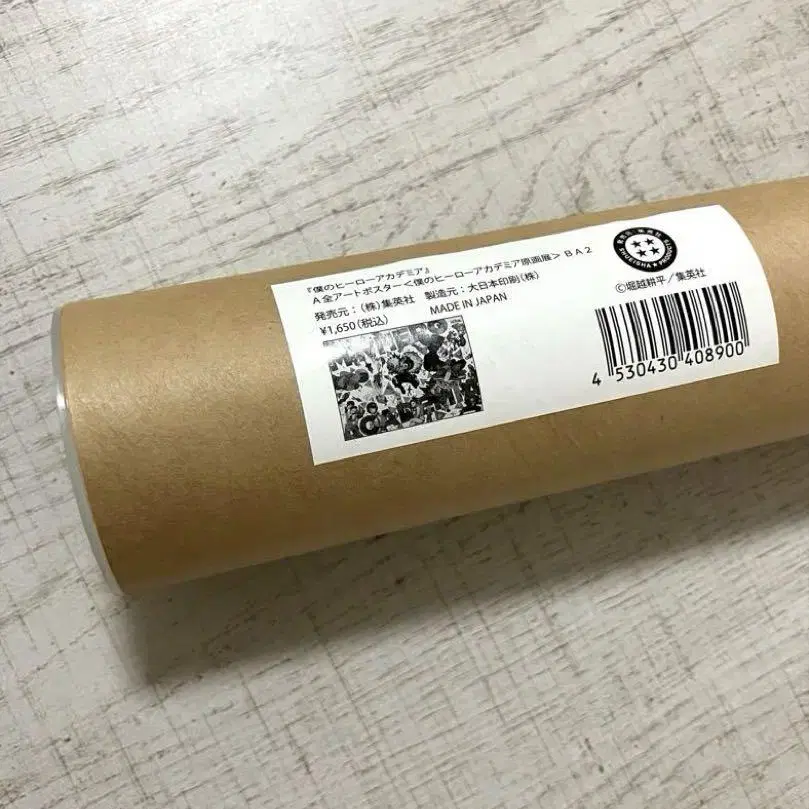 『僕のヒーローアカデミア』
A全アートポスター<僕のヒーローアカデミア原画展> BA2
発売元：(株)集英社 製造元：大日本印刷(株)
¥1,650(税込) MADE IN JAPAN
SHUEISHA PRODUCTS
©堀越耕平/集英社
4 530430 408900